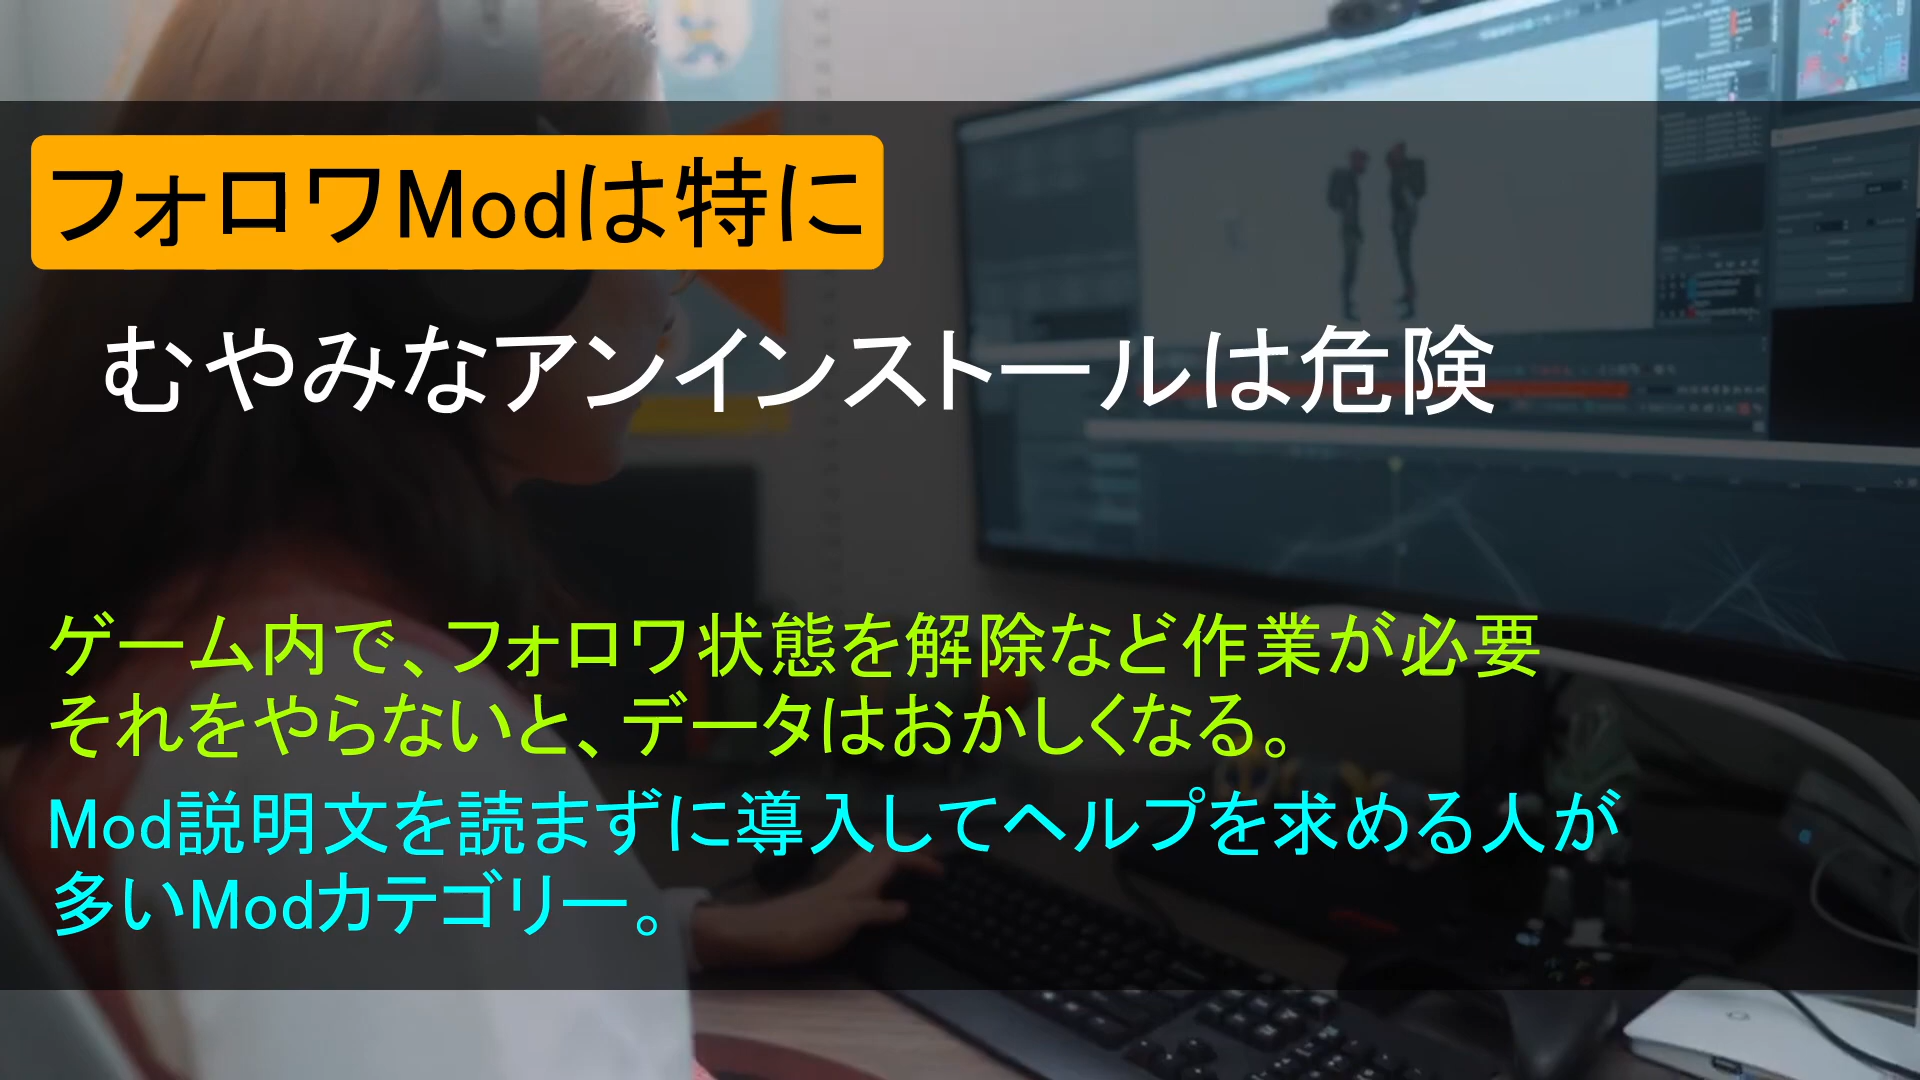 フォロワModは特に
むやみなアンインストールは危険
ゲーム内で、フォロワ状態を解除など作業が必要
それをやらないと、データはおかしくなる。
Mod説明文を読まずに導入してヘルプを求める人が
多いModカテゴリー。